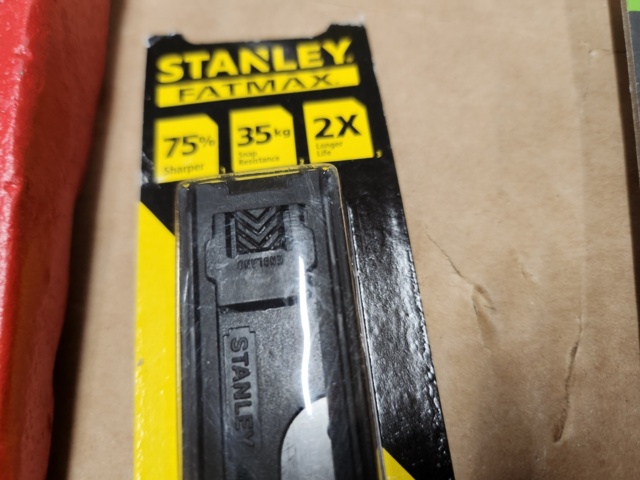 STANLEY
FATMAX
75% 35kg 2X
Sharper Snap Resistance Longer Life
STANLEY